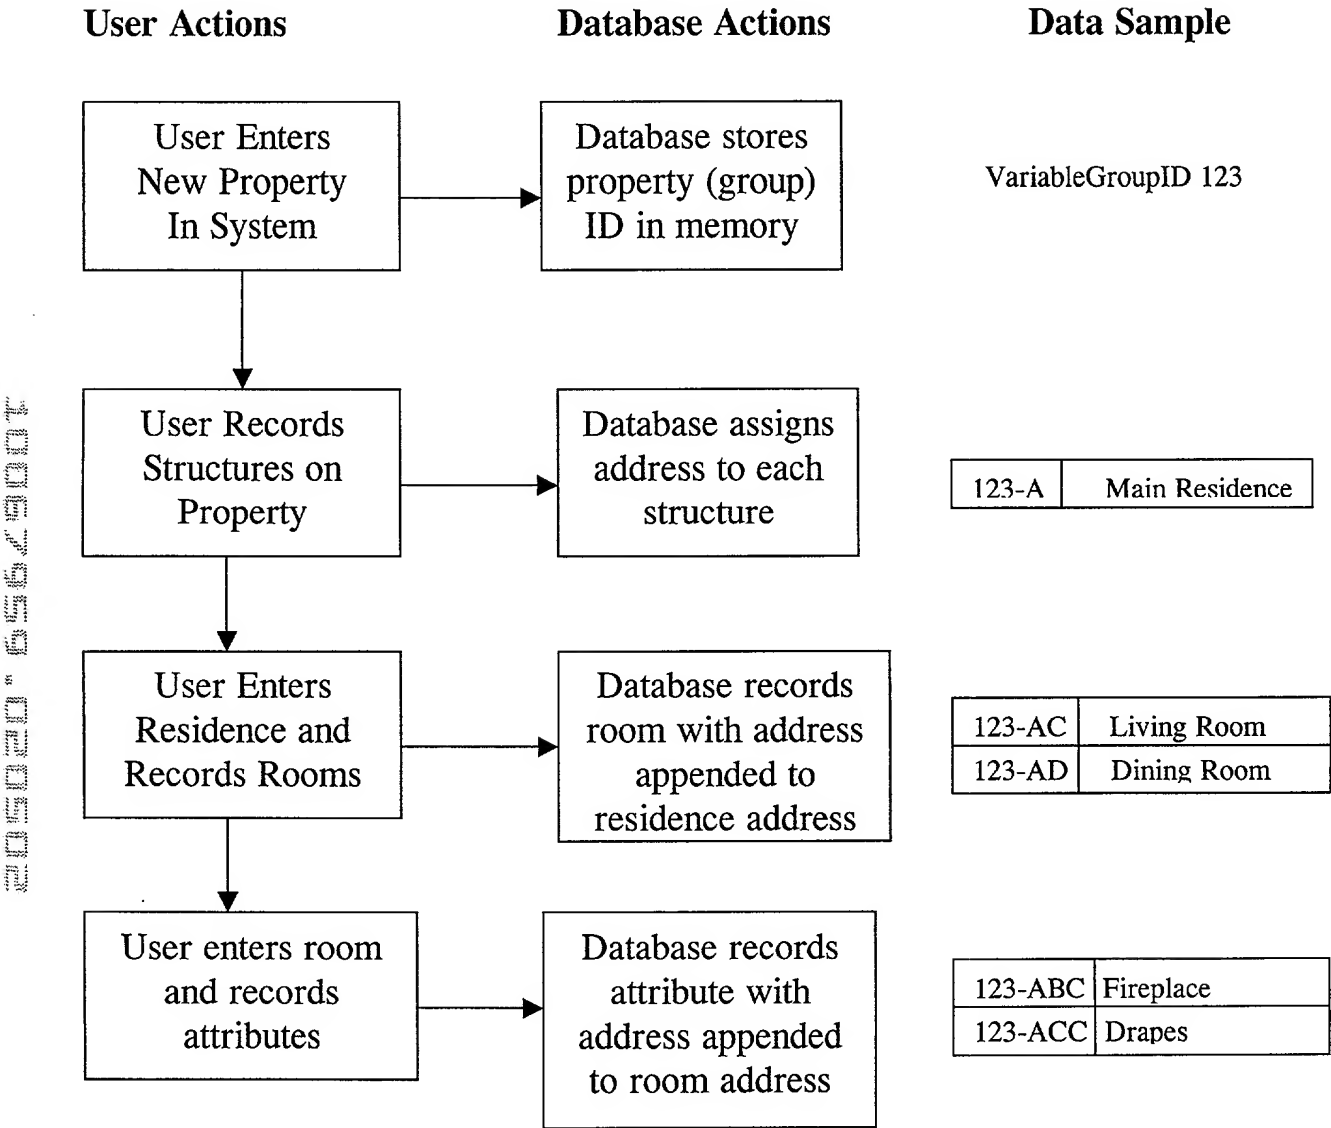 User Actions
Database Actions
Data Sample
User Enters
New Property
In System
Database stores
property (group)
ID in memory
VariableGroupID 123
User Records
Structures on
Property
Database assigns
address to each
structure
123-A Main Residence
User Enters
Residence and
Records Rooms
Database records
room with address
appended to
residence address
123-AC Living Room
123-AD Dining Room
User enters room
and records
attributes
Database records
attribute with
address appended
to room address
123-ABC Fireplace
123-ACC Drapes